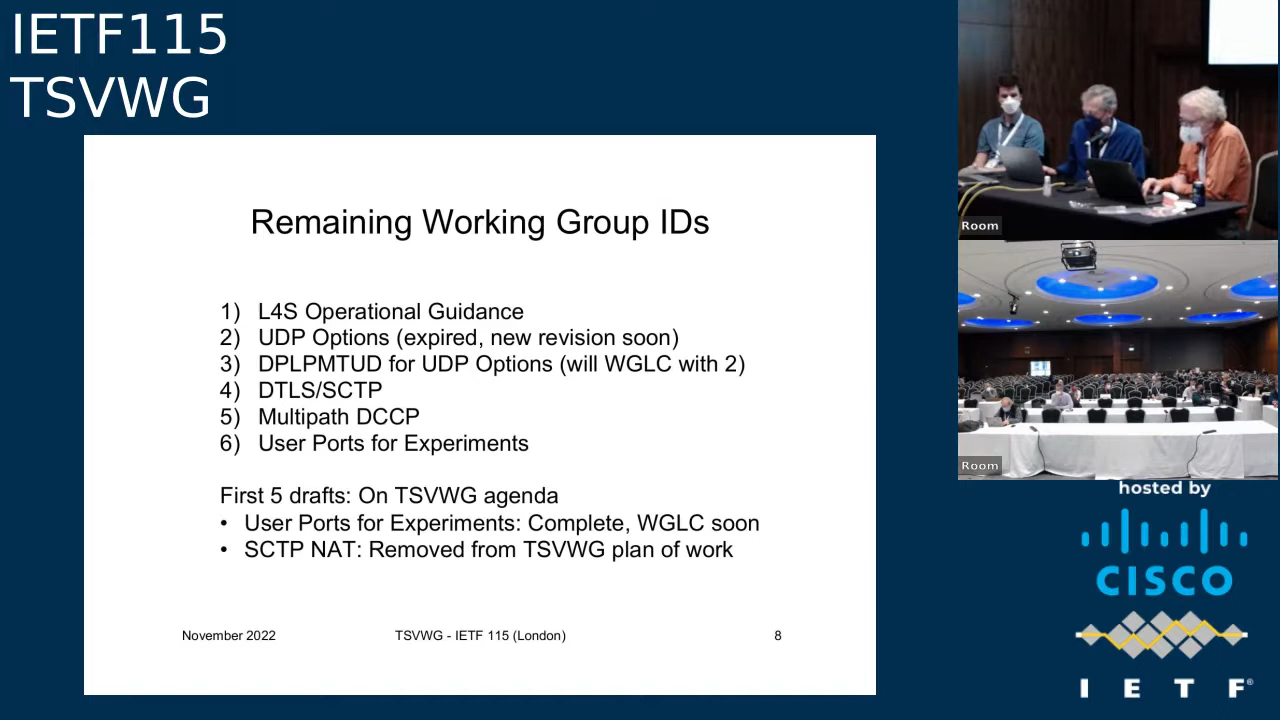 IETF115
TSVWG
Remaining Working Group IDs
1) L4S Operational Guidance
2) UDP Options (expired, new revision soon)
3) DPLPMTUD for UDP Options (will WGLC with 2)
4) DTLS/SCTP
5) Multipath DCCP
6) User Ports for Experiments
First 5 drafts: On TSVWG agenda
• User Ports for Experiments: Complete, WGLC soon
• SCTP NAT: Removed from TSVWG plan of work
November 2022 TSVWG - IETF 115 (London) 8
Room
Room
hosted by
CISCO
I E T F®